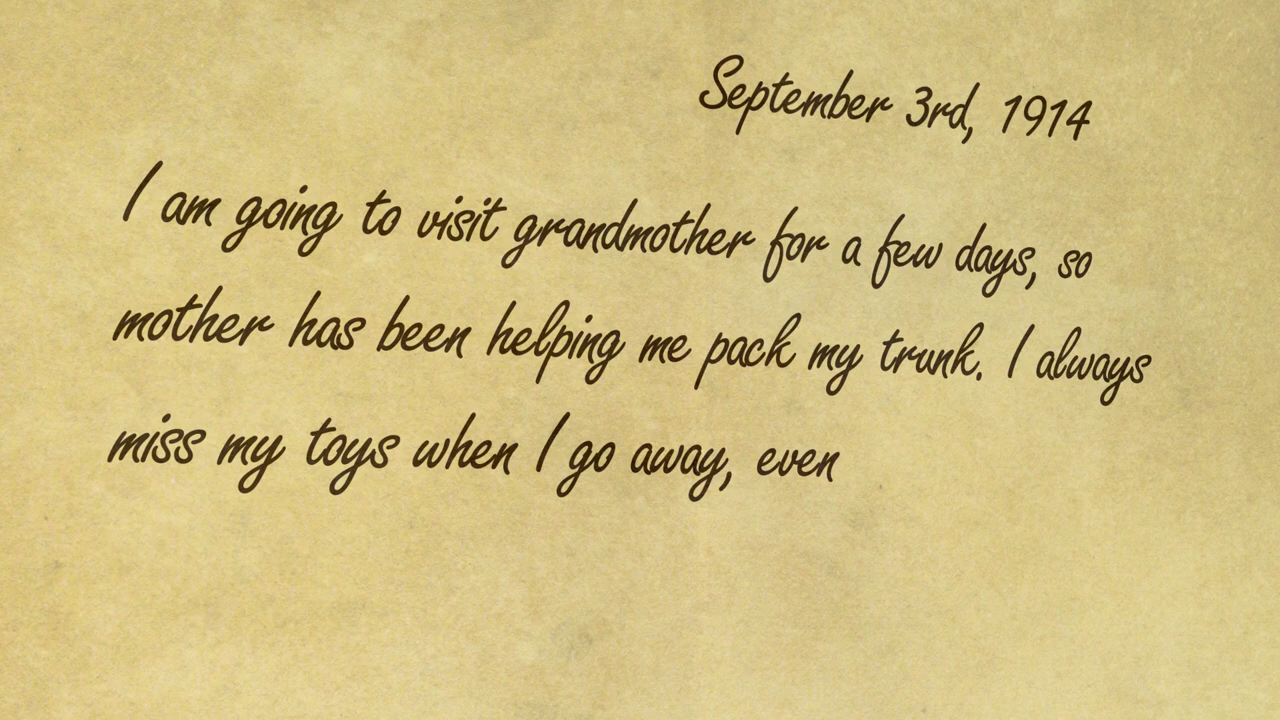 September 3rd, 1914
I am going to visit grandmother for a few days, so
mother has been helping me pack my trunk. I always
miss my toys when I go away, even